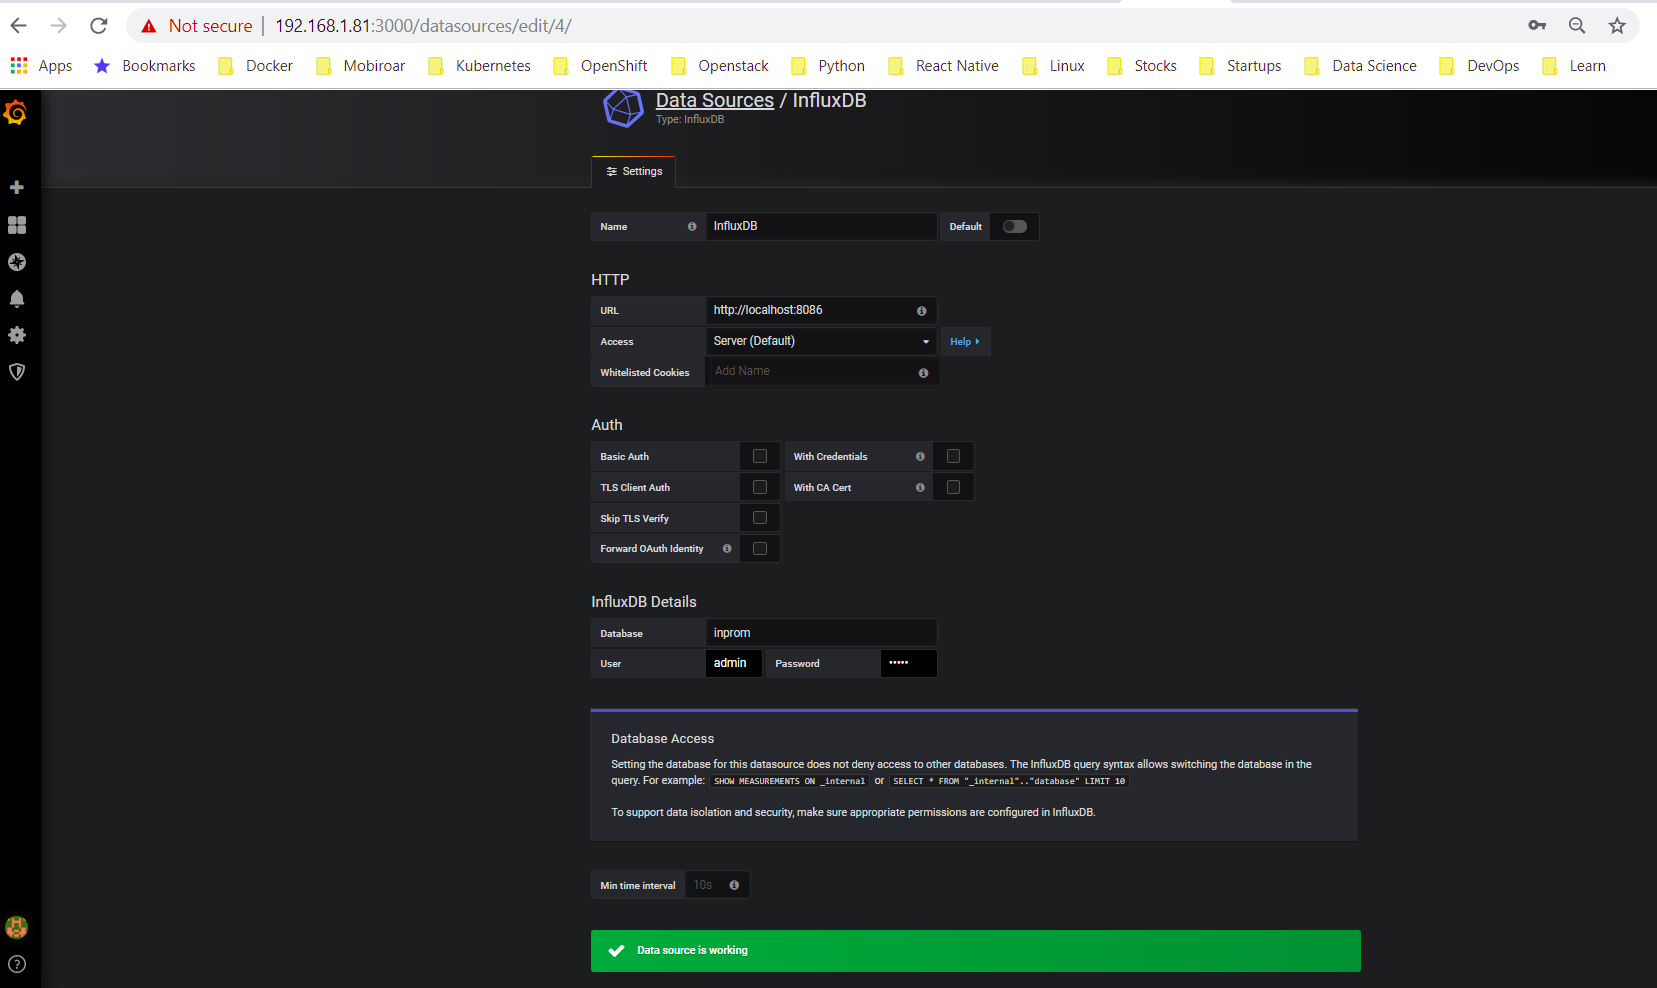 Not secure | 192.168.1.81:3000/datasources/edit/4/
Apps Bookmarks Docker Mobiroar Kubernetes OpenShift Openstack Python React Native Linux Stocks Startups Data Science DevOps Learn
Data Sources / InfluxDB
Type: InfluxDB
Settings
Name InfluxDB Default
HTTP
URL http://localhost:8086
Access Server (Default) Help
Whitelisted Cookies Add Name
Auth
Basic Auth With Credentials
TLS Client Auth With CA Cert
Skip TLS Verify
Forward OAuth Identity
InfluxDB Details
Database inprom
User admin Password •••••
Database Access
Setting the database for this datasource does not deny access to other databases. The InfluxDB query syntax allows switching the database in the
query. For example: SHOW MEASUREMENTS ON _internal or SELECT * FROM "_internal".."database" LIMIT 10
To support data isolation and security, make sure appropriate permissions are configured in InfluxDB.
Min time interval 10s
Data source is working